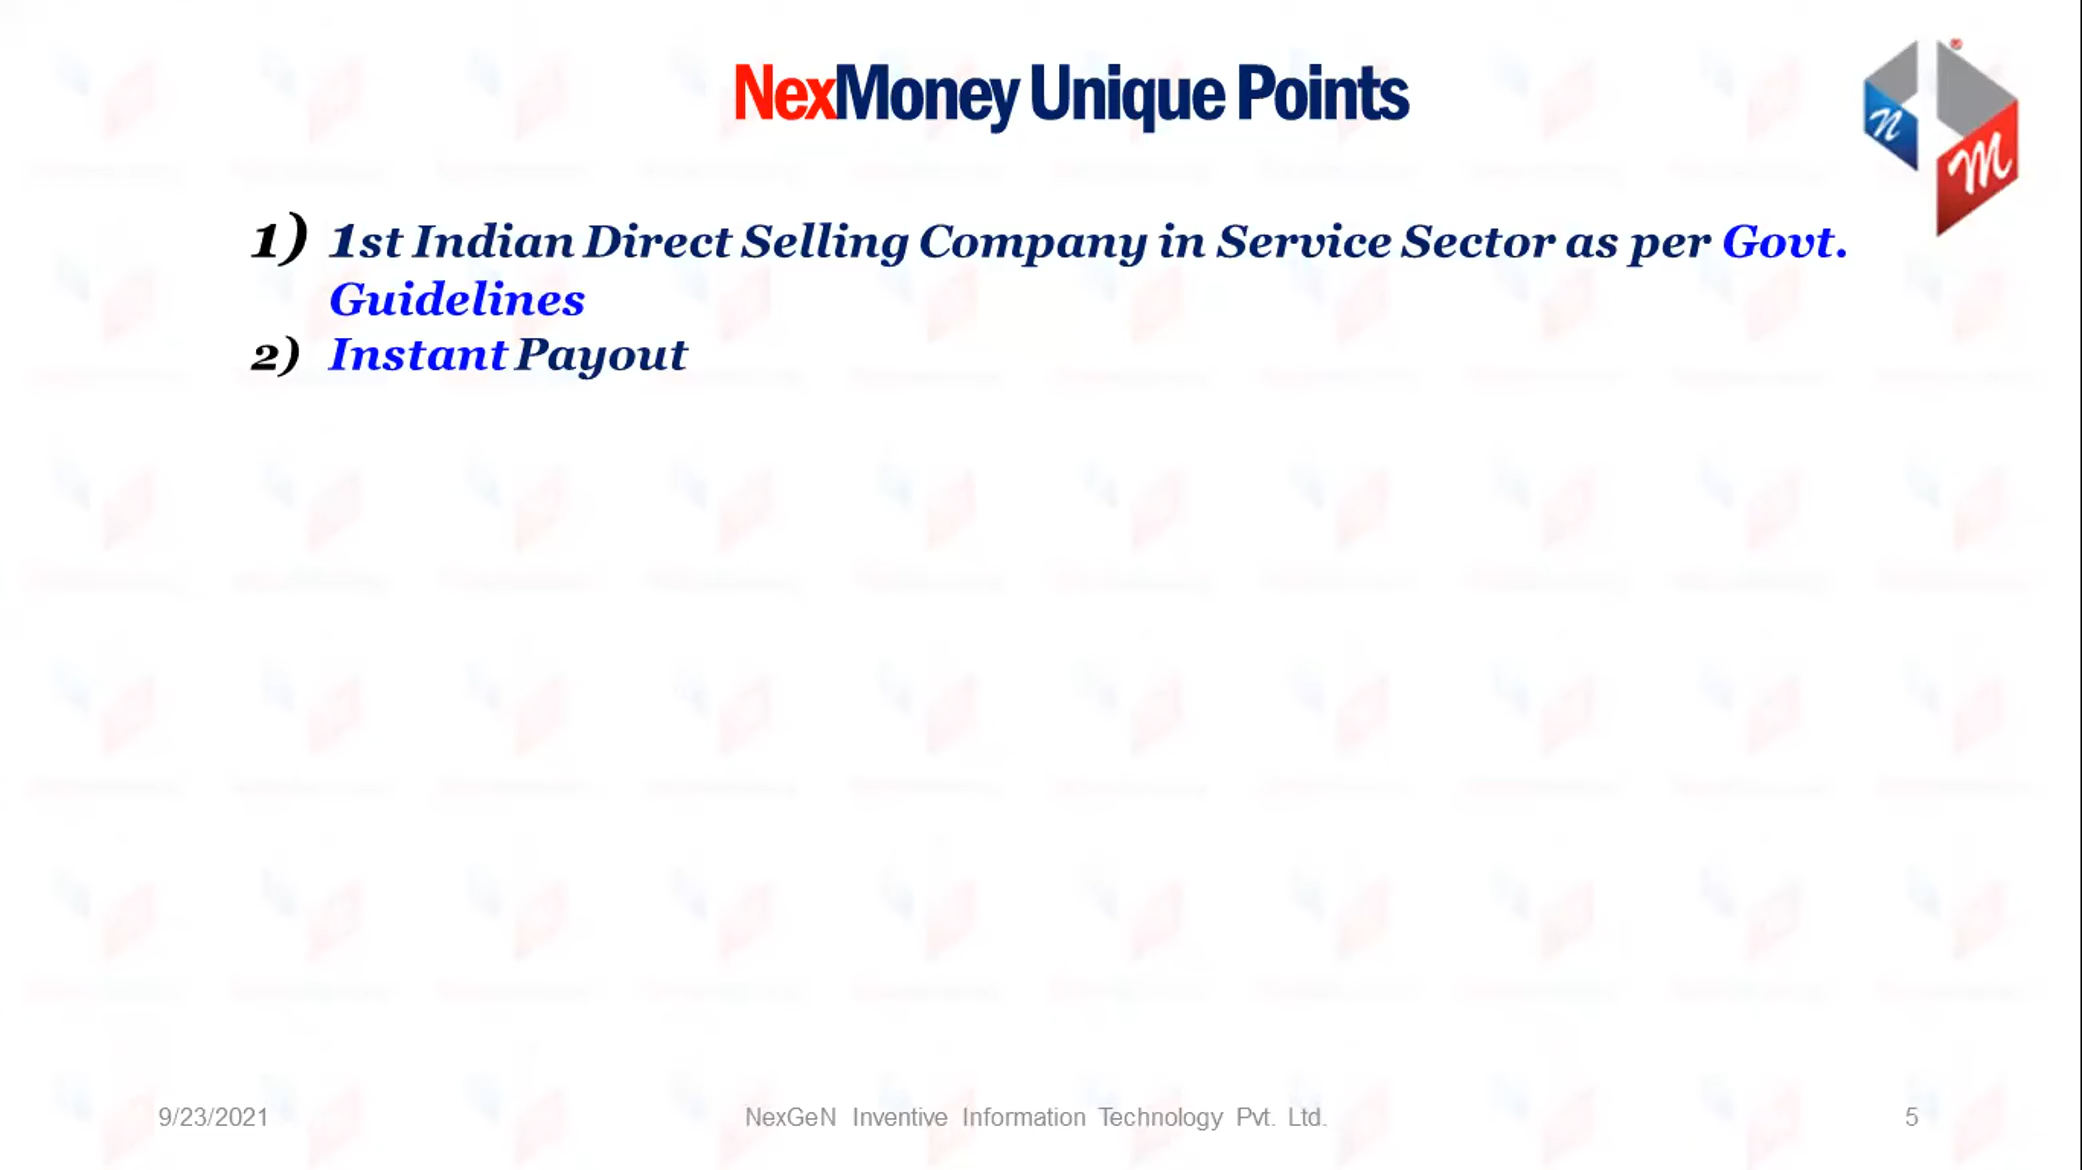 NexMoney Unique Points
n
M
1) 1st Indian Direct Selling Company in Service Sector as per Govt.
Guidelines
2) Instant Payout
9/23/2021 NexGeN Inventive Information Technology Pvt. Ltd. 5